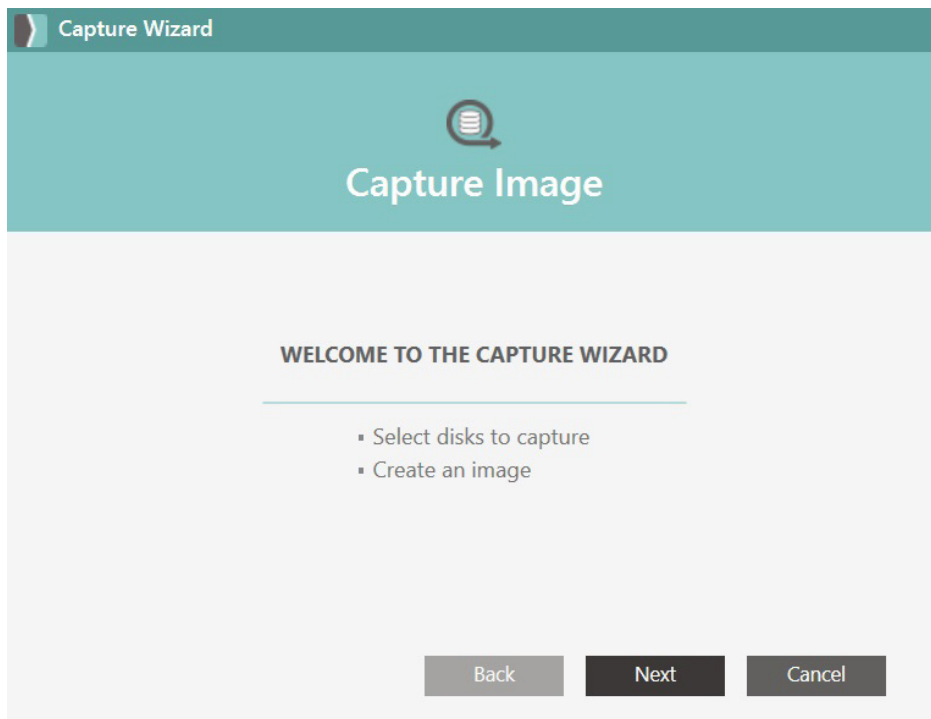 Capture Wizard
Capture Image
WELCOME TO THE CAPTURE WIZARD
▪ Select disks to capture
▪ Create an image
Back Next Cancel